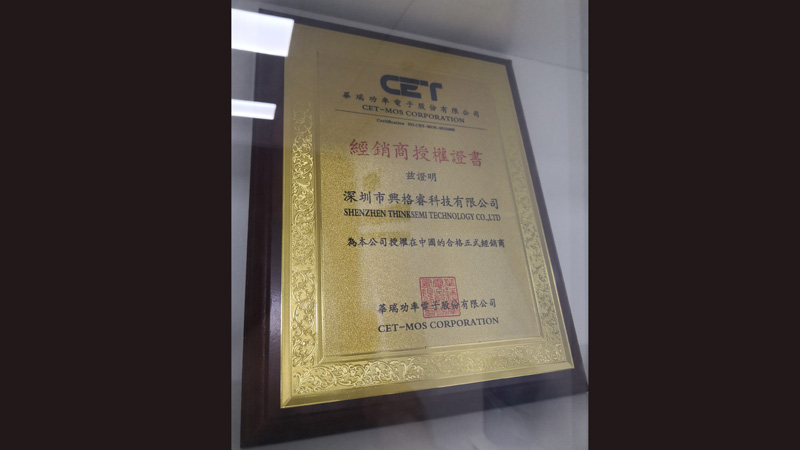 CET
華瑞功率電子股份有限公司
CET-MOS CORPORATION
經銷商授權證書
茲證明
深圳市興格睿科技有限公司
SHENZHEN THINKSEMI TECHNOLOGY CO.,LTD
為本公司授權在中國的合格正式經銷商
華瑞功率電子股份有限公司
CET-MOS CORPORATION